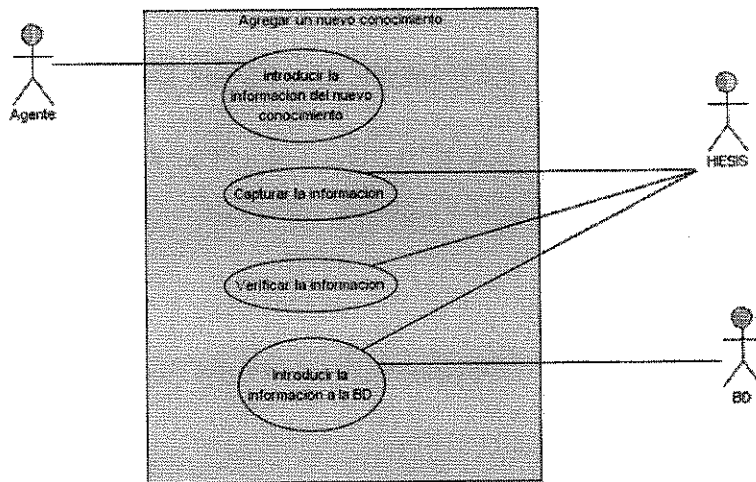 Agregar un nuevo conocimiento
Introducir la
informacion del nuevo
conocimiento
Agente
HIESIS
Capturar la informacion
Verificar la informacion
Introducir la
información a la BD
BD